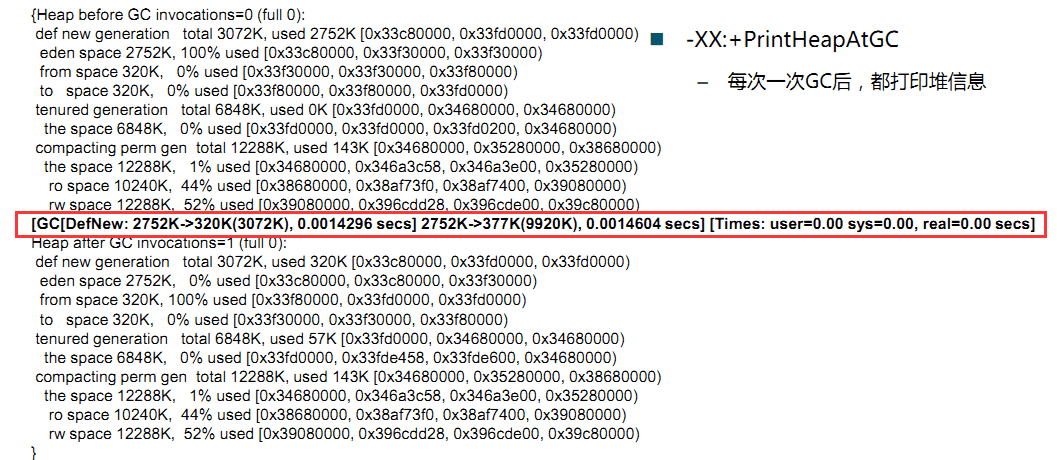 {Heap before GC invocations=0 (full 0):
def new generation total 3072K, used 2752K [0x33c80000, 0x33fd0000, 0x33fd0000)
eden space 2752K, 100% used [0x33c80000, 0x33f30000, 0x33f30000)
from space 320K, 0% used [0x33f30000, 0x33f30000, 0x33f80000)
to space 320K, 0% used [0x33f80000, 0x33f80000, 0x33fd0000)
tenured generation total 6848K, used 0K [0x33fd0000, 0x34680000, 0x34680000)
the space 6848K, 0% used [0x33fd0000, 0x33fd0000, 0x33fd0200, 0x34680000)
compacting perm gen total 12288K, used 143K [0x34680000, 0x35280000, 0x38680000)
the space 12288K, 1% used [0x34680000, 0x346a3c58, 0x346a3e00, 0x35280000)
ro space 10240K, 44% used [0x38680000, 0x38af73f0, 0x38af7400, 0x39080000)
rw space 12288K, 52% used [0x39080000, 0x396cdd28, 0x396cde00, 0x39c80000)
[GC[DefNew: 2752K->320K(3072K), 0.0014296 secs] 2752K->377K(9920K), 0.0014604 secs] [Times: user=0.00 sys=0.00, real=0.00 secs]
Heap after GC invocations=1 (full 0):
def new generation total 3072K, used 320K [0x33c80000, 0x33fd0000, 0x33fd0000)
eden space 2752K, 0% used [0x33c80000, 0x33c80000, 0x33f30000)
from space 320K, 100% used [0x33f80000, 0x33fd0000, 0x33fd0000)
to space 320K, 0% used [0x33f30000, 0x33f30000, 0x33f80000)
tenured generation total 6848K, used 57K [0x33fd0000, 0x34680000, 0x34680000)
the space 6848K, 0% used [0x33fd0000, 0x33fde458, 0x33fde600, 0x34680000)
compacting perm gen total 12288K, used 143K [0x34680000, 0x35280000, 0x38680000)
the space 12288K, 1% used [0x34680000, 0x346a3c58, 0x346a3e00, 0x35280000)
ro space 10240K, 44% used [0x38680000, 0x38af73f0, 0x38af7400, 0x39080000)
rw space 12288K, 52% used [0x39080000, 0x396cdd28, 0x396cde00, 0x39c80000)
}
-XX:+PrintHeapAtGC
– 每次一次GC后，都打印堆信息